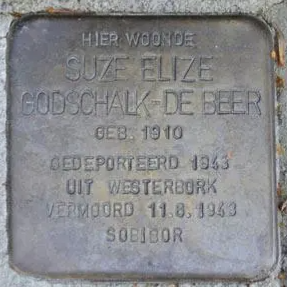 HIER WOONDE
SUZE ELIZE
GODSCHALK-DE BEER
GEB. 1910
GEDEPORTEERD 1943
UIT WESTERBORK
VERMOORD 11.6.1943
SOBIBOR